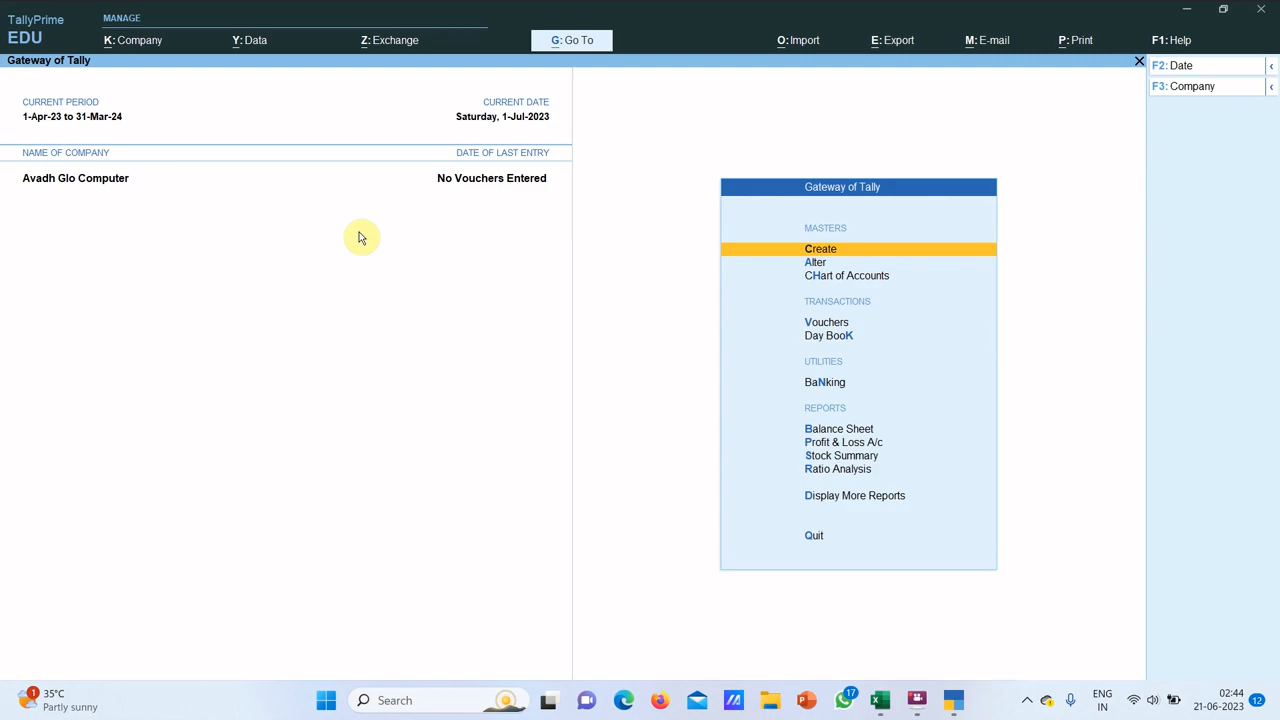 TallyPrime
EDU
MANAGE
K: Company
Y: Data
Z: Exchange
G: Go To
O: Import
E: Export
M: E-mail
P: Print
F1: Help
Gateway of Tally
F2: Date
F3: Company
CURRENT PERIOD
CURRENT DATE
1-Apr-23 to 31-Mar-24
Saturday, 1-Jul-2023
NAME OF COMPANY
DATE OF LAST ENTRY
Avadh Glo Computer
No Vouchers Entered
Gateway of Tally
MASTERS
Create
Alter
CHart of Accounts
TRANSACTIONS
Vouchers
Day BooK
UTILITIES
BaNking
REPORTS
Balance Sheet
Profit & Loss A/c
Stock Summary
Ratio Analysis
Display More Reports
Quit
1
35°C
Partly sunny
Search
17
ENG
IN
02:44
21-06-2023
12